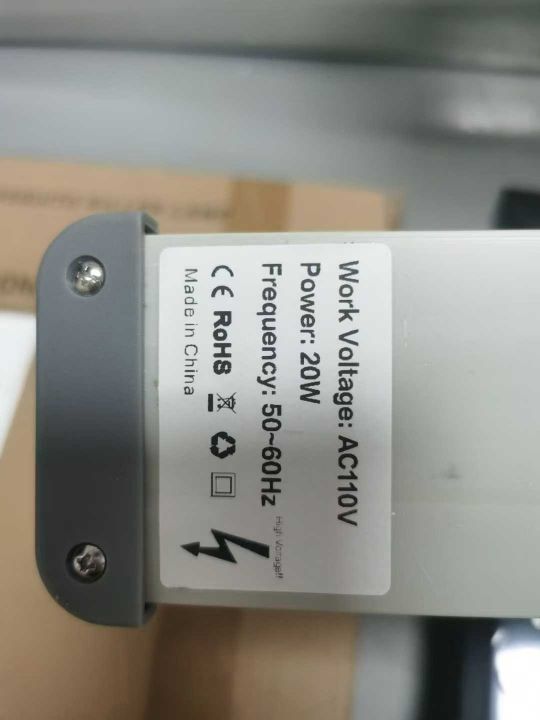 Work Voltage: AC110V
Power: 20W
Frequency: 50~60Hz
High Voltage!!
CE RoHS
Made in China